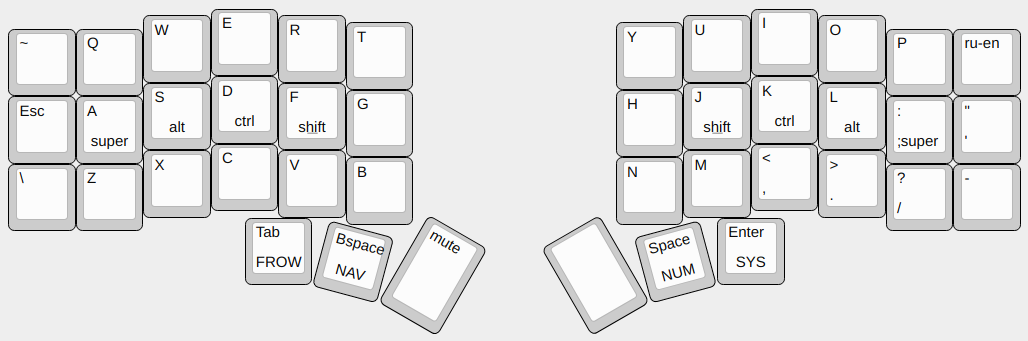 ~ Q W E R T Y U I O P ru-en
Esc A S D F G H J K L : "
super alt ctrl shift shift ctrl alt ;super '
\ Z X C V B N M < > ? -
, . /
Tab Bspace mute Space Enter
FROW NAV NUM SYS